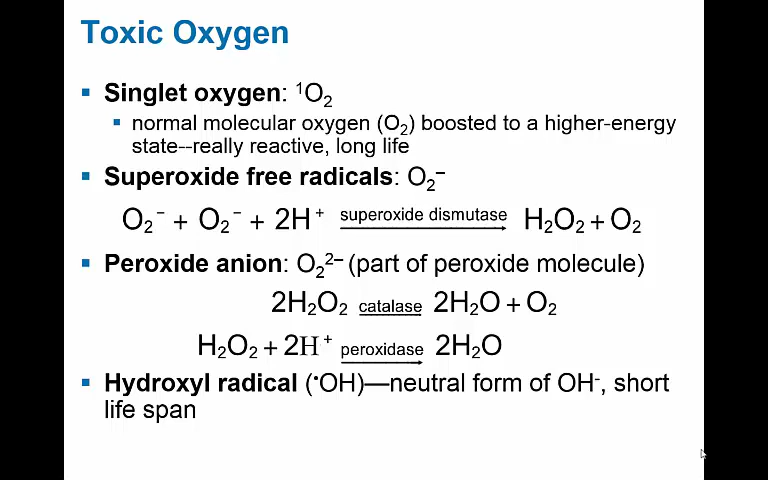 Toxic Oxygen
▪ Singlet oxygen: ¹O₂
▪ normal molecular oxygen (O₂) boosted to a higher-energy
state--really reactive, long life
▪ Superoxide free radicals: O₂⁻
O₂⁻ + O₂⁻ + 2H⁺ superoxide dismutase H₂O₂ + O₂
▪ Peroxide anion: O₂²⁻ (part of peroxide molecule)
2H₂O₂ catalase 2H₂O + O₂
H₂O₂ + 2H⁺ peroxidase 2H₂O
▪ Hydroxyl radical (•OH)—neutral form of OH⁻, short
life span